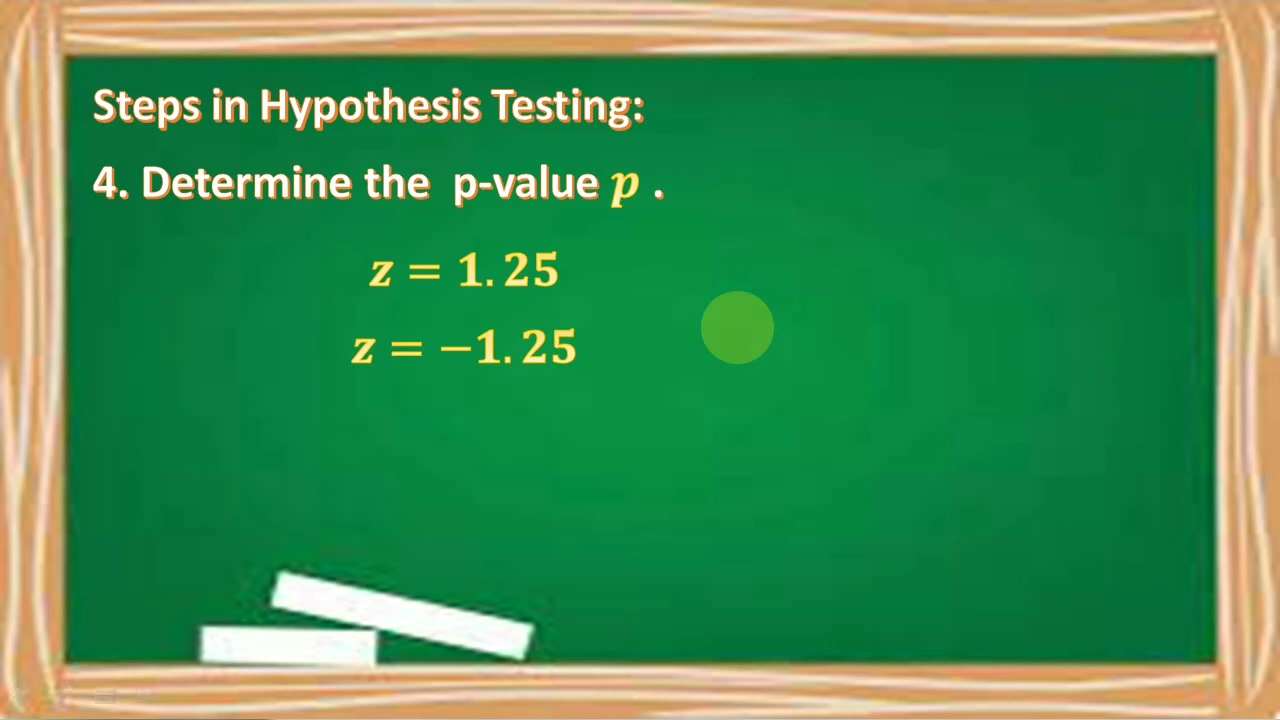 Steps in Hypothesis Testing:
4. Determine the p-value p .
z = 1.25
z = −1.25